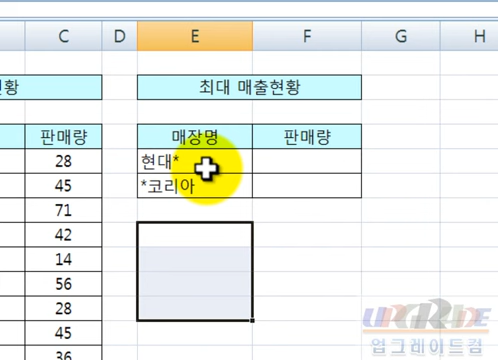 C D E F G H
황 최대 매출현황
판매량 매장명 판매량
28 현대*
45 *코리아
71
42
14
56
28
45
36
UPGRADE
업그레이드컴